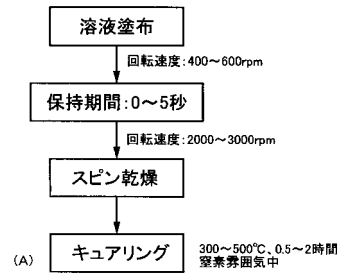 溶液塗布
回転速度:400～600rpm
保持期間:0～5秒
回転速度:2000～3000rpm
スピン乾燥
(A)
キュアリング
300～500℃、0.5～2時間
窒素雰囲気中